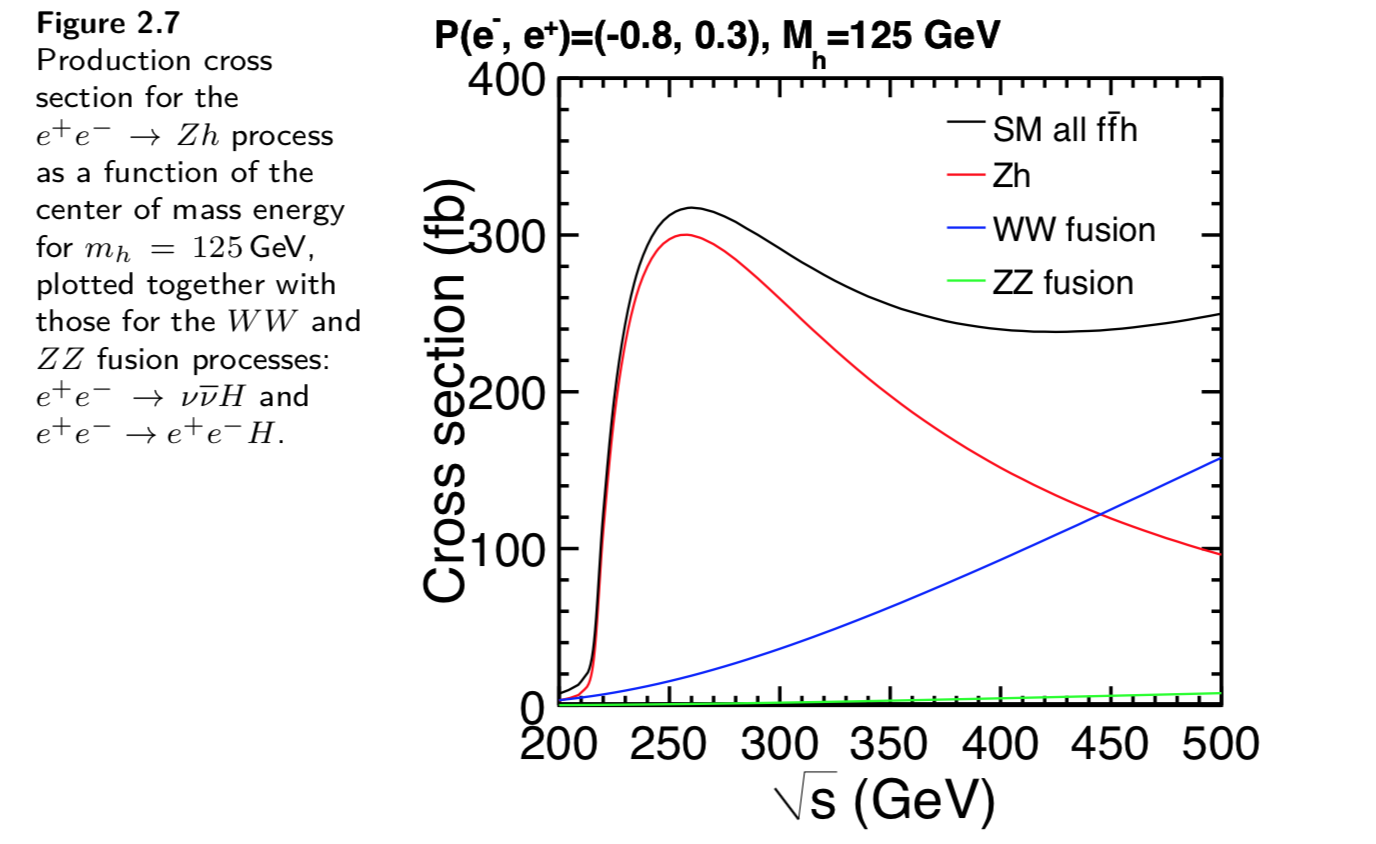 Figure 2.7
Production cross
section for the
e⁺e⁻ → Zh process
as a function of the
center of mass energy
for mₕ = 125 GeV,
plotted together with
those for the WW and
ZZ fusion processes:
e⁺e⁻ → νν̅H and
e⁺e⁻ → e⁺e⁻H.
P(e⁻, e⁺)=(-0.8, 0.3), Mₕ=125 GeV
SM all ff̄h
Zh
WW fusion
ZZ fusion
Cross section (fb)
400
300
200
100
0
200 250 300 350 400 450 500
√s (GeV)